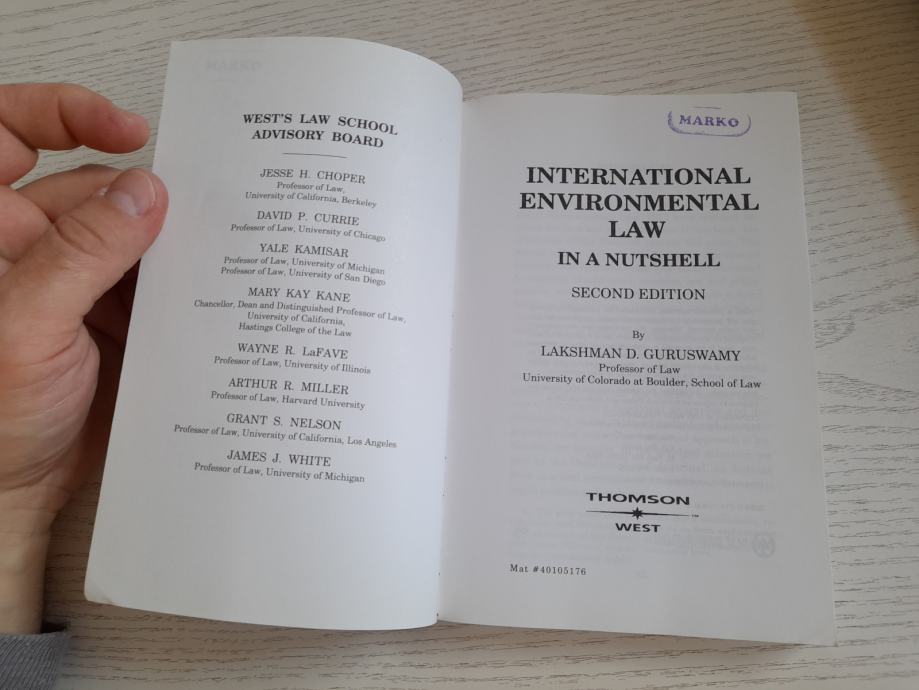 WEST'S LAW SCHOOL
ADVISORY BOARD
JESSE H. CHOPER
Professor of Law,
University of California, Berkeley
DAVID P. CURRIE
Professor of Law, University of Chicago
YALE KAMISAR
Professor of Law, University of Michigan
Professor of Law, University of San Diego
MARY KAY KANE
Chancellor, Dean and Distinguished Professor of Law,
University of California,
Hastings College of the Law
WAYNE R. LaFAVE
Professor of Law, University of Illinois
ARTHUR R. MILLER
Professor of Law, Harvard University
GRANT S. NELSON
Professor of Law, University of California, Los Angeles
JAMES J. WHITE
Professor of Law, University of Michigan
MARKO
INTERNATIONAL
ENVIRONMENTAL
LAW
IN A NUTSHELL
SECOND EDITION
By
LAKSHMAN D. GURUSWAMY
Professor of Law
University of Colorado at Boulder, School of Law
THOMSON
™
WEST
Mat #40105176